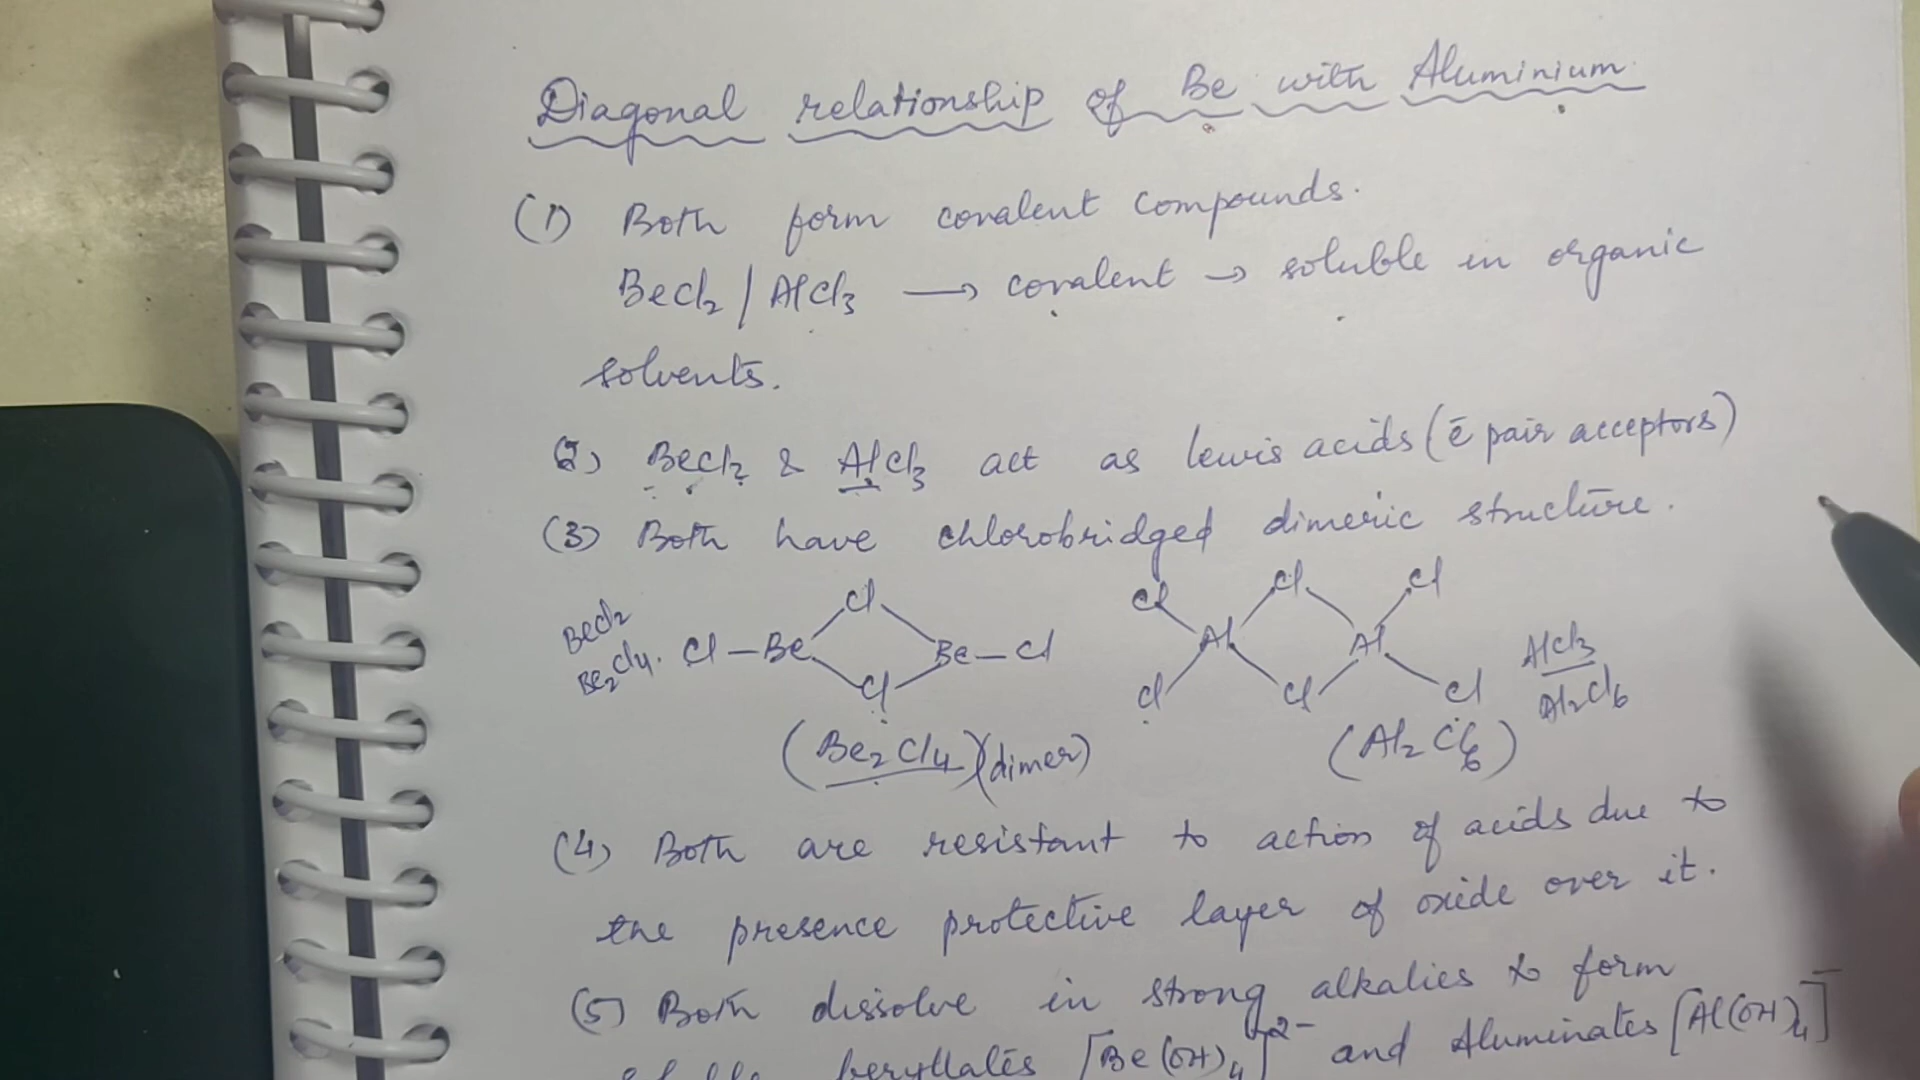 Diagonal relationship of Be with Aluminium
(1) Both form covalent compounds.
BeCl2 / AlCl3 → covalent → soluble in organic
solvents.
(2) BeCl2 & AlCl3 act as lewis acids (ē pair acceptors)
(3) Both have chlorobridged dimeric structure.
BeCl2
Be2Cl4.
Cl Cl Cl Cl
Cl — Be Be — Cl Al Al
Cl Cl Cl Cl
AlCl3
Al2Cl6
(Be2Cl4) (dimer) (Al2Cl6)
(4) Both are resistant to action of acids due to
the presence protective layer of oxide over it.
(5) Both dissolve in strong alkalies to form
beryllates [Be(OH)4]2- and Aluminates [Al(OH)4]-